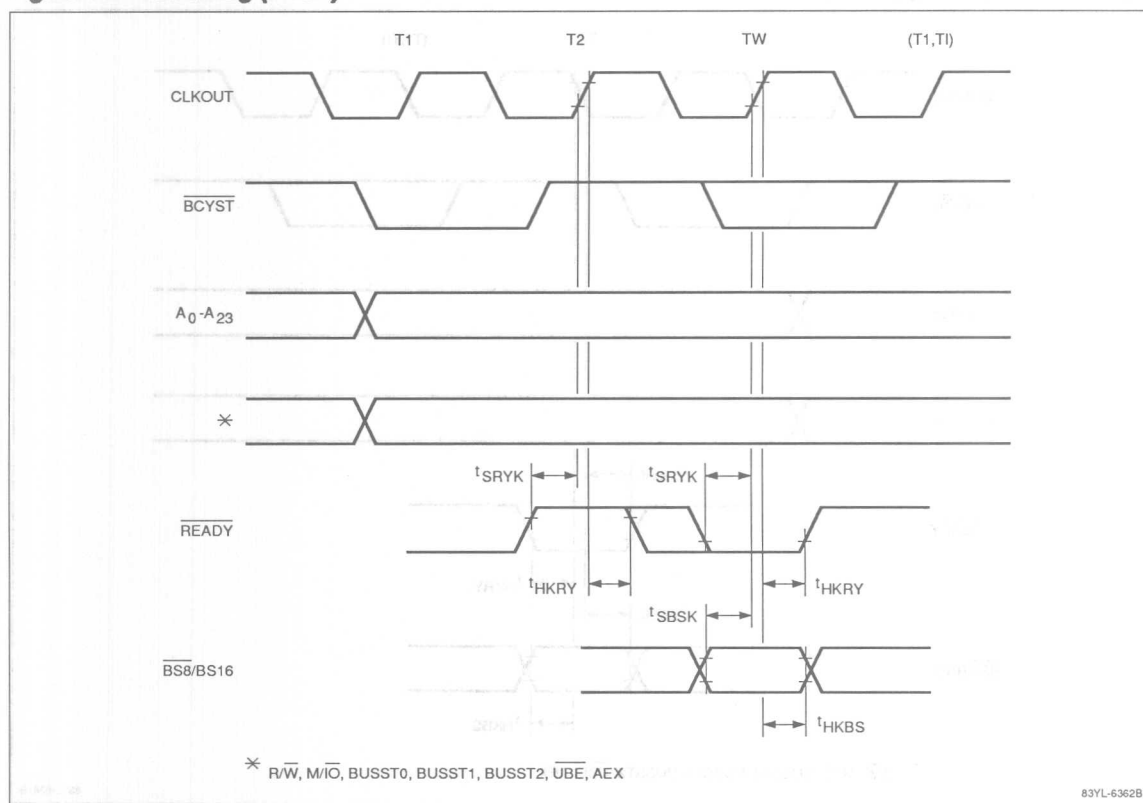 T1 T2 TW (T1,TI)
CLKOUT
BCYST
A0-A23
*
tSRYK tSRYK
READY
tHKRY tHKRY
tSBSK
BS8/BS16
tHKBS
* R/W, M/IO, BUSST0, BUSST1, BUSST2, UBE, AEX
83YL-6362B